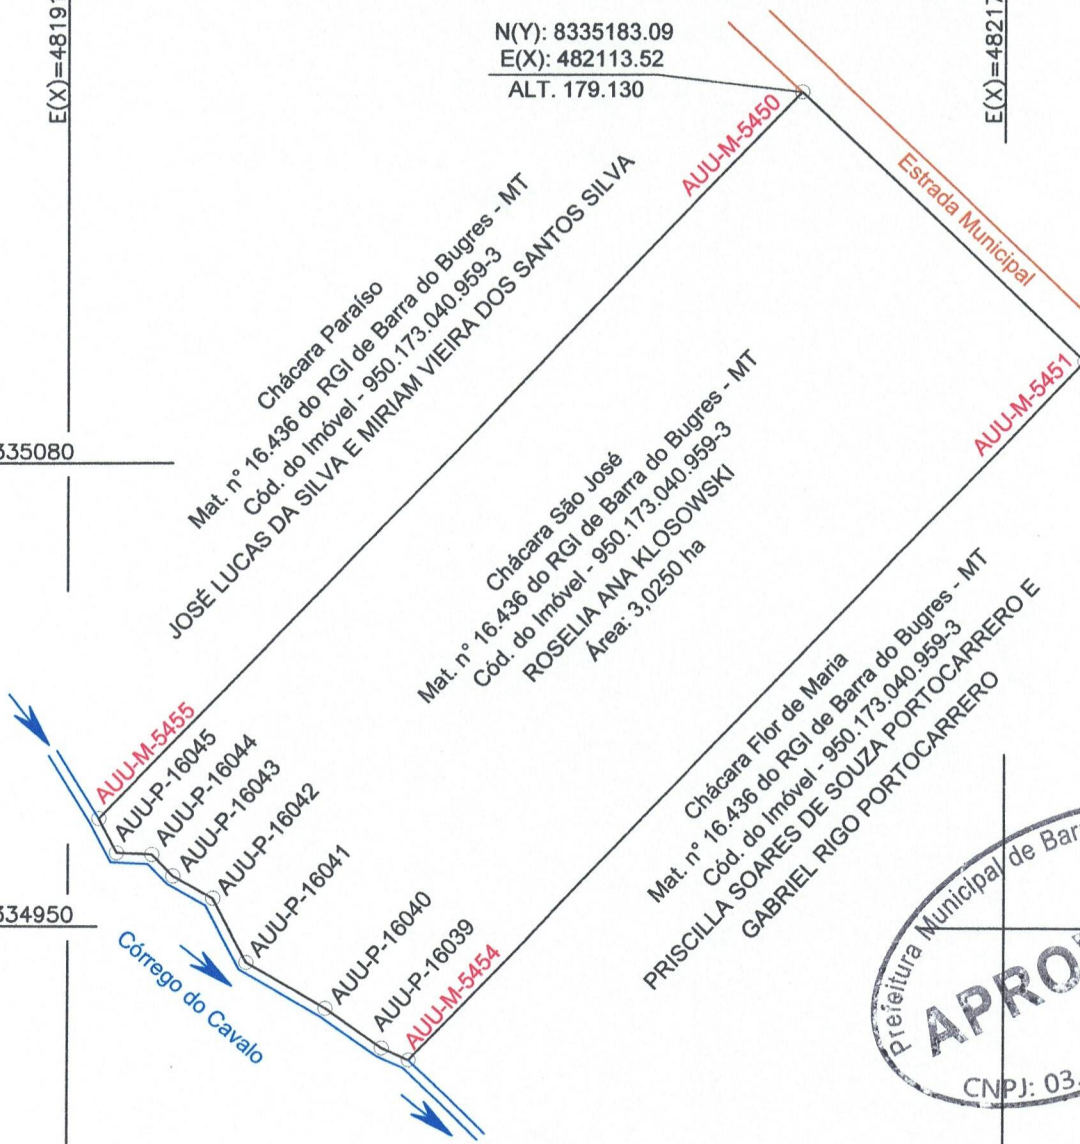 E(X)=48191
N(Y): 8335183.09
E(X): 482113.52
ALT. 179.130
E(X)=48217
AUU-M-5450
Estrada Municipal
Chácara Paraíso
Mat. n° 16.436 do RGI de Barra do Bugres - MT
Cód. do Imóvel - 950.173.040.959-3
JOSÉ LUCAS DA SILVA E MIRIAM VIEIRA DOS SANTOS SILVA
AUU-M-5451
335080
Chácara São José
Mat. n° 16.436 do RGI de Barra do Bugres - MT
Cód. do Imóvel - 950.173.040.959-3
ROSELIA ANA KLOSOWSKI
Área: 3,0250 ha
Chácara Flor de Maria
Mat. n° 16.436 do RGI de Barra do Bugres - MT
Cód. do Imóvel - 950.173.040.959-3
PRISCILLA SOARES DE SOUZA PORTOCARRERO E
GABRIEL RIGO PORTOCARRERO
AUU-M-5455
AUU-P-16045
AUU-P-16044
AUU-P-16043
AUU-P-16042
AUU-P-16041
AUU-P-16040
AUU-P-16039
AUU-M-5454
334950
Córrego do Cavalo
Prefeitura Municipal de Bar
APRO
CNPJ: 03.